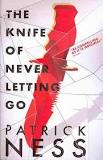 THE KNIFE
OF NEVER
LETTING
GO
PATRICK
NESS